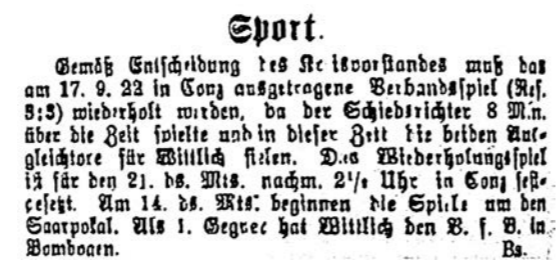 Sport.
Gemäß Entscheidung des Kreisvorstandes muß das
am 17. 9. 22 in Conz ausgetragene Verbandsspiel (Res.
3:3) wiederholt werden, da der Schiedsrichter 8 Min.
über die Zeit spielte und in dieser Zeit die beiden Aus-
gleichtore für Wittlich fielen. Das Wiederholungsspiel
ist für den 21. ds. Mts. nachm. 2 1/2 Uhr in Conz fest-
gesetzt. Am 14. ds. Mts. beginnen die Spiele um den
Saarpokal. Als 1. Gegner hat Wittlich den V. f. B. in
Bombogen. Bs.